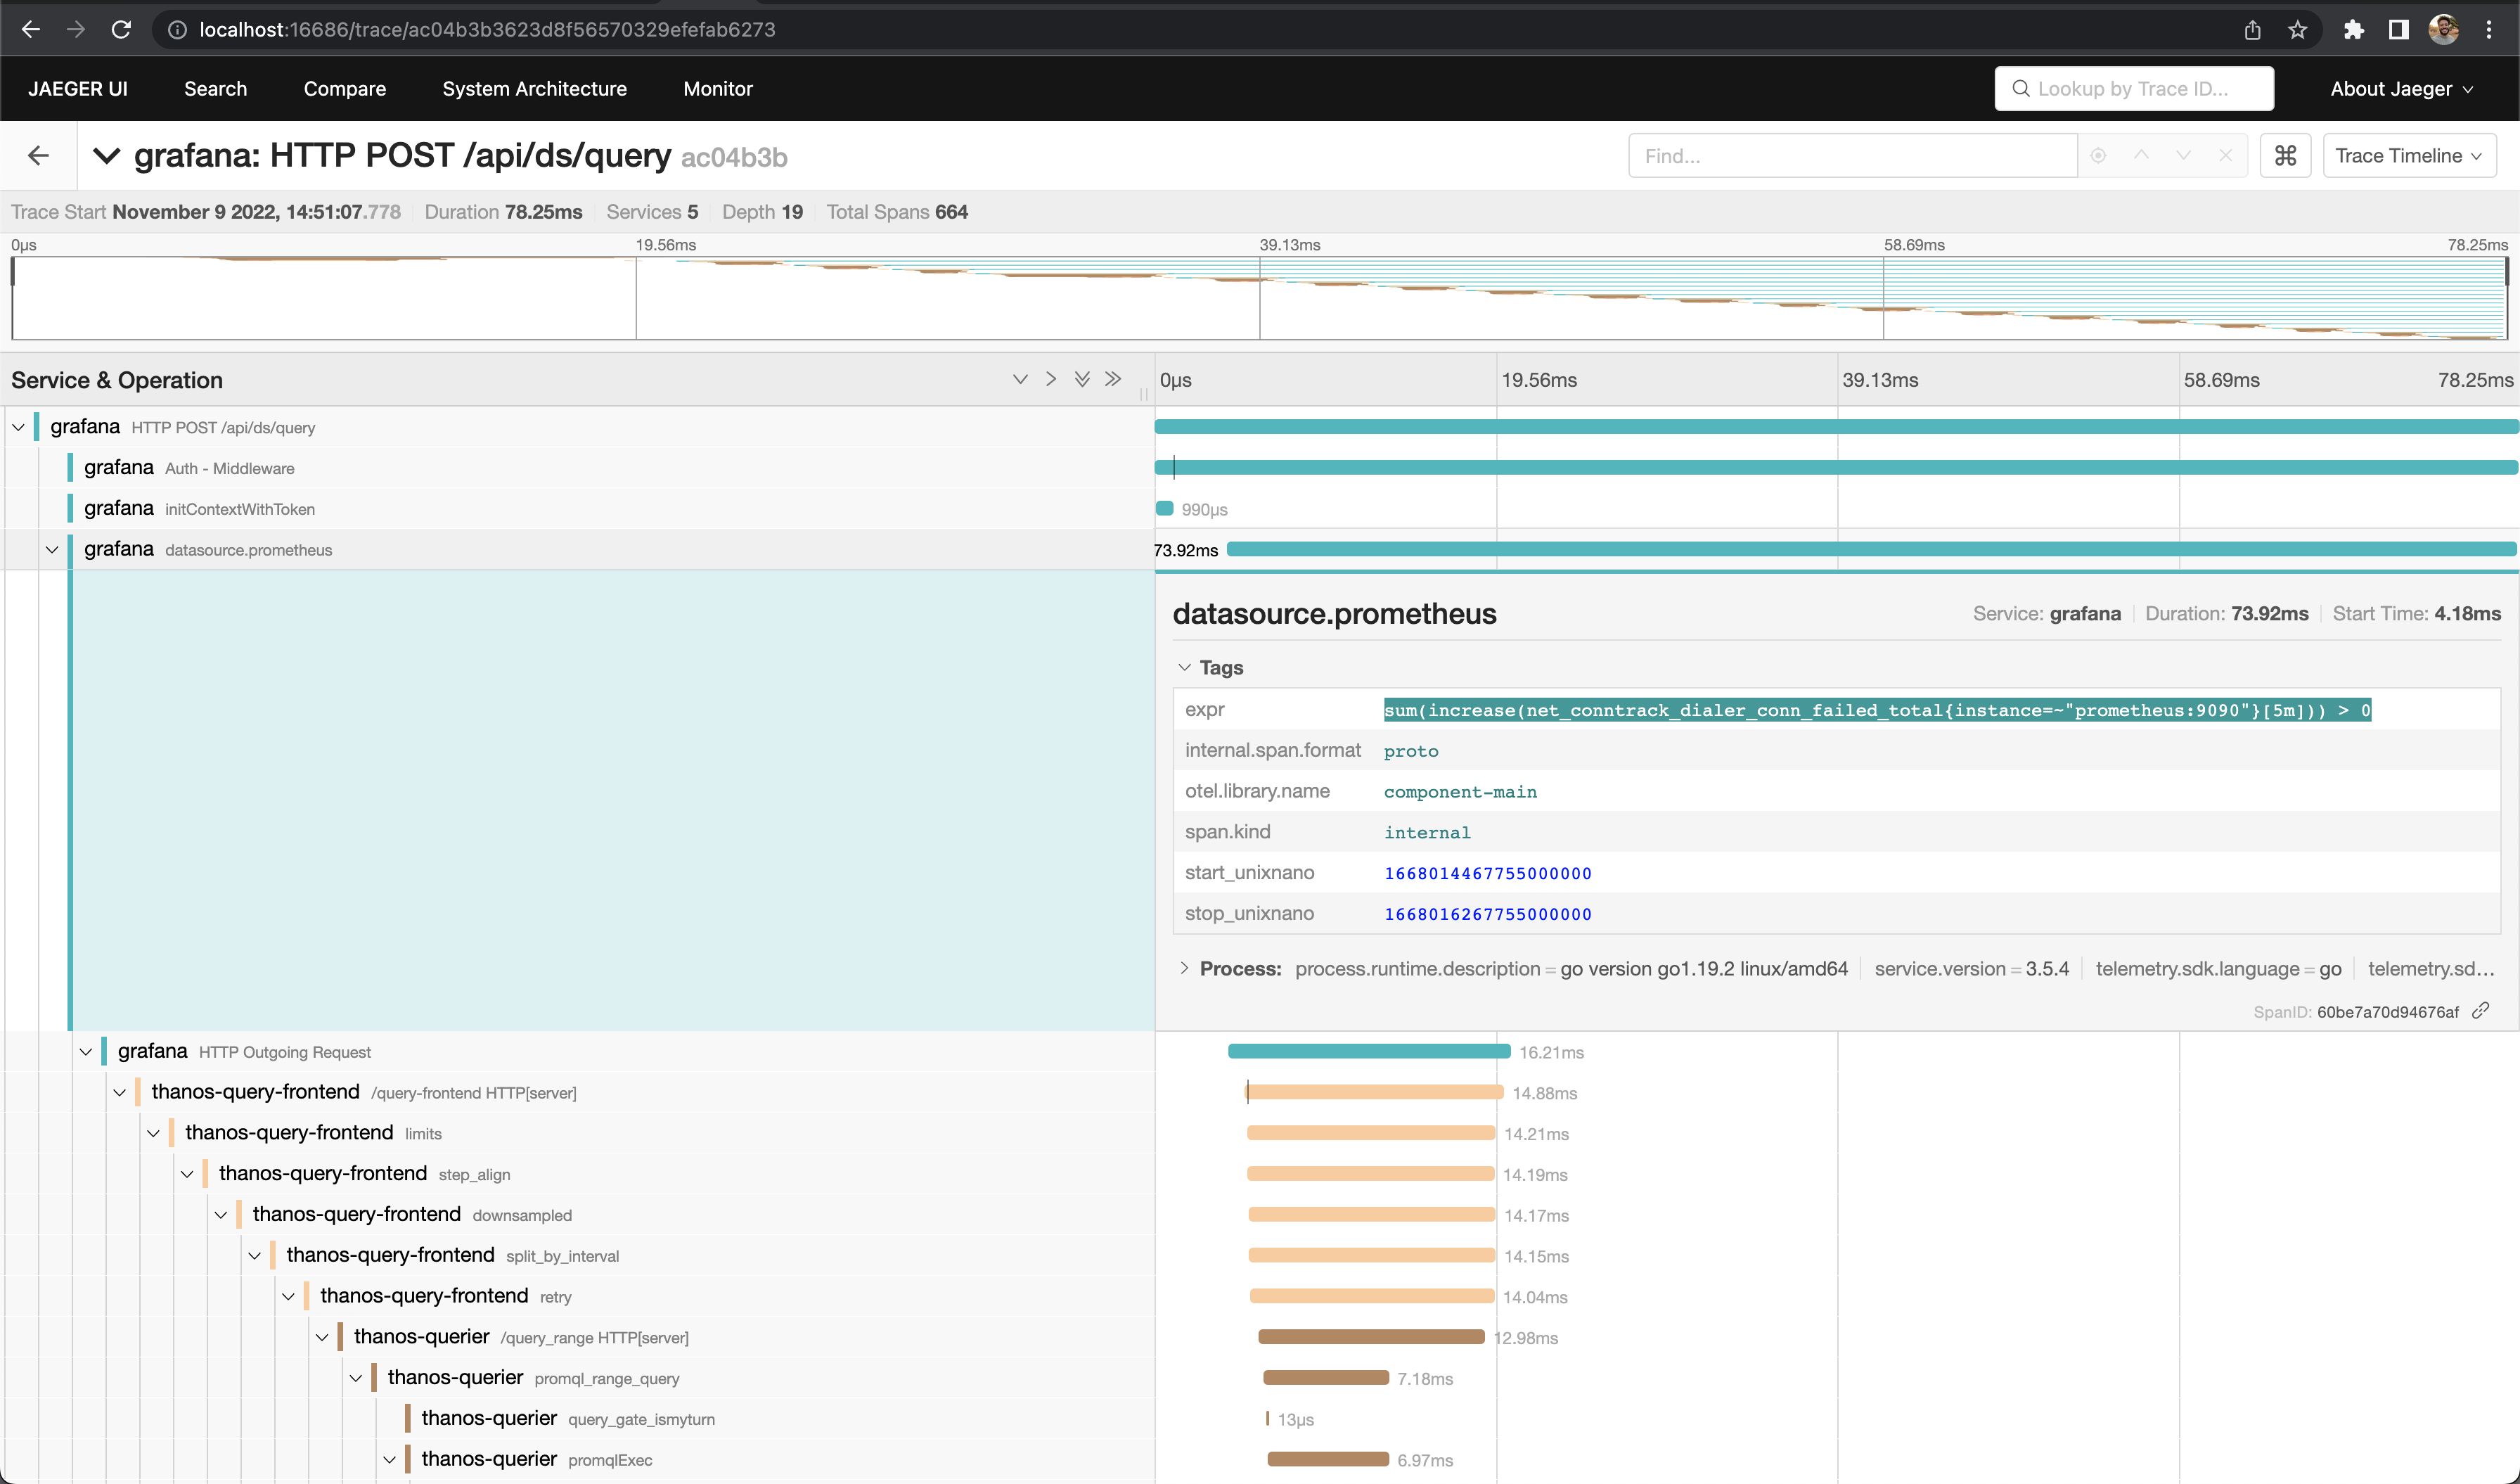 localhost:16686/trace/ac04b3b3623d8f56570329efefab6273
JAEGER UI Search Compare System Architecture Monitor Lookup by Trace ID... About Jaeger
grafana: HTTP POST /api/ds/query ac04b3b Find... Trace Timeline
Trace Start November 9 2022, 14:51:07.778 Duration 78.25ms Services 5 Depth 19 Total Spans 664
0μs 19.56ms 39.13ms 58.69ms 78.25ms
Service & Operation 0μs 19.56ms 39.13ms 58.69ms 78.25ms
grafana HTTP POST /api/ds/query
grafana Auth - Middleware
grafana initContextWithToken 990μs
grafana datasource.prometheus 73.92ms
datasource.prometheus Service: grafana Duration: 73.92ms Start Time: 4.18ms
Tags
expr sum(increase(net_conntrack_dialer_conn_failed_total{instance=~"prometheus:9090"}[5m])) > 0
internal.span.format proto
otel.library.name component-main
span.kind internal
start_unixnano 1668014467755000000
stop_unixnano 1668016267755000000
Process: process.runtime.description = go version go1.19.2 linux/amd64 service.version = 3.5.4 telemetry.sdk.language = go telemetry.sd...
SpanID: 60be7a70d94676af
grafana HTTP Outgoing Request 16.21ms
thanos-query-frontend /query-frontend HTTP[server] 14.88ms
thanos-query-frontend limits 14.21ms
thanos-query-frontend step_align 14.19ms
thanos-query-frontend downsampled 14.17ms
thanos-query-frontend split_by_interval 14.15ms
thanos-query-frontend retry 14.04ms
thanos-querier /query_range HTTP[server] 12.98ms
thanos-querier promql_range_query 7.18ms
thanos-querier query_gate_ismyturn 13μs
thanos-querier promqlExec 6.97ms